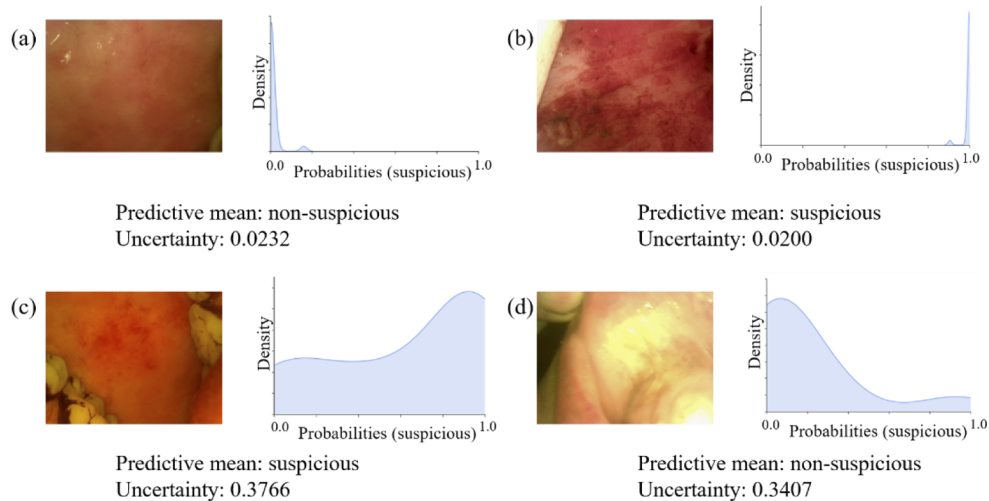 (a)
Density
0.0
1.0
Probabilities (suspicious)
Predictive mean: non-suspicious
Uncertainty: 0.0232
(b)
Density
0.0
1.0
Probabilities (suspicious)
Predictive mean: suspicious
Uncertainty: 0.0200
(c)
Density
0.0
1.0
Probabilities (suspicious)
Predictive mean: suspicious
Uncertainty: 0.3766
(d)
Density
0.0
1.0
Probabilities (suspicious)
Predictive mean: non-suspicious
Uncertainty: 0.3407